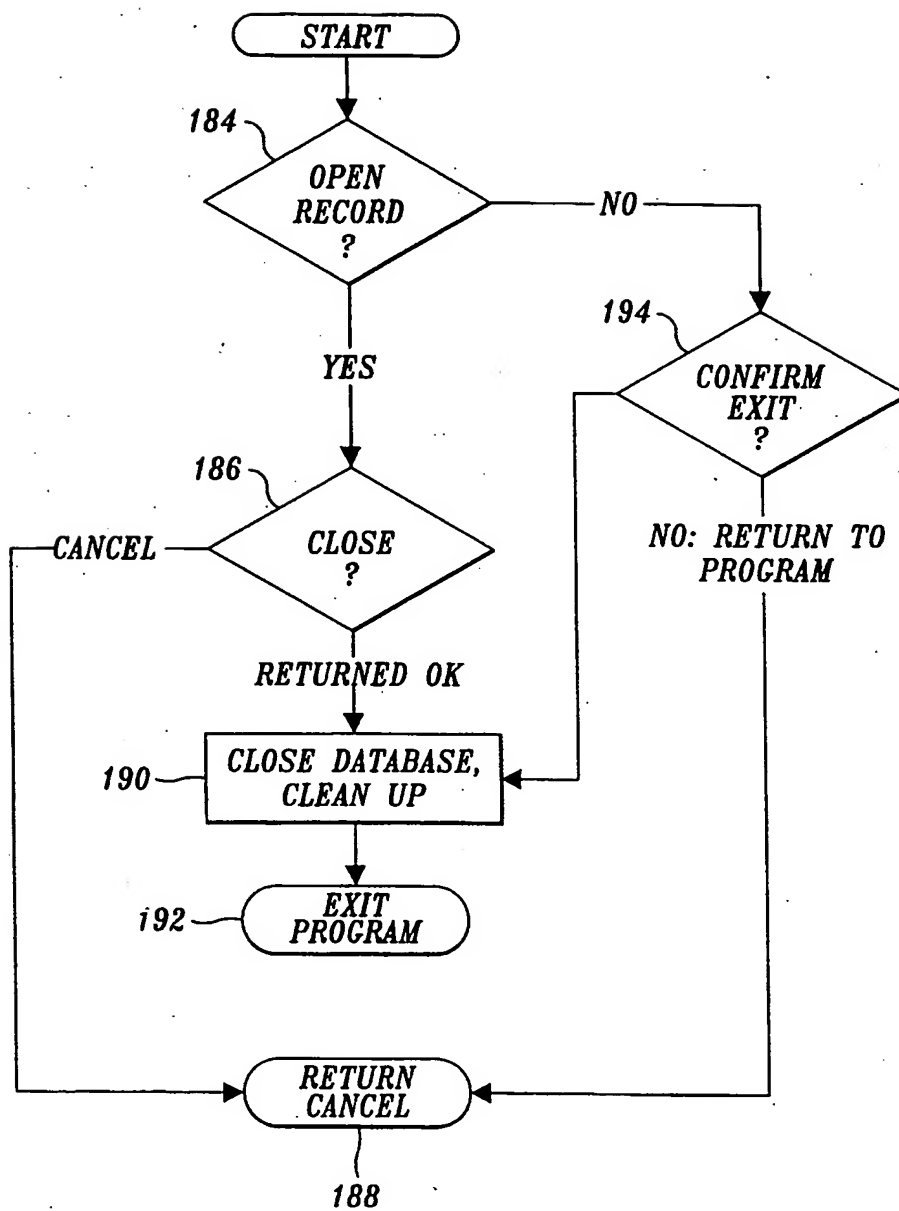 START
184
OPEN
RECORD
?
NO
194
CONFIRM
EXIT
?
YES
186
CLOSE
?
CANCEL
NO: RETURN TO
PROGRAM
RETURNED OK
190
CLOSE DATABASE,
CLEAN UP
192
EXIT
PROGRAM
RETURN
CANCEL
188